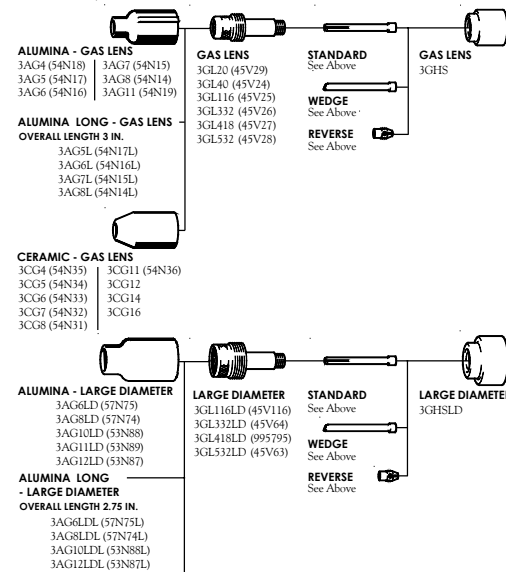 ALUMINA - GAS LENS
3AG4 (54N18) 3AG7 (54N15)
3AG5 (54N17) 3AG8 (54N14)
3AG6 (54N16) 3AG11 (54N19)
ALUMINA LONG - GAS LENS
OVERALL LENGTH 3 IN.
3AG5L (54N17L)
3AG6L (54N16L)
3AG7L (54N15L)
3AG8L (54N14L)
GAS LENS
3GL20 (45V29)
3GL40 (45V24)
3GL116 (45V25)
3GL332 (45V26)
3GL418 (45V27)
3GL532 (45V28)
STANDARD
See Above
WEDGE
See Above
REVERSE
See Above
GAS LENS
3GHS
CERAMIC - GAS LENS
3CG4 (54N35) 3CG11 (54N36)
3CG5 (54N34) 3CG12
3CG6 (54N33) 3CG14
3CG7 (54N32) 3CG16
3CG8 (54N31)
ALUMINA - LARGE DIAMETER
3AG6LD (57N75)
3AG8LD (57N74)
3AG10LD (53N88)
3AG11LD (53N89)
3AG12LD (53N87)
ALUMINA LONG
- LARGE DIAMETER
OVERALL LENGTH 2.75 IN.
3AG6LDL (57N75L)
3AG8LDL (57N74L)
3AG10LDL (53N88L)
3AG12LDL (53N87L)
LARGE DIAMETER
3GL116LD (45V116)
3GL332LD (45V64)
3GL418LD (995795)
3GL532LD (45V63)
STANDARD
See Above
WEDGE
See Above
REVERSE
See Above
LARGE DIAMETER
3GHSLD